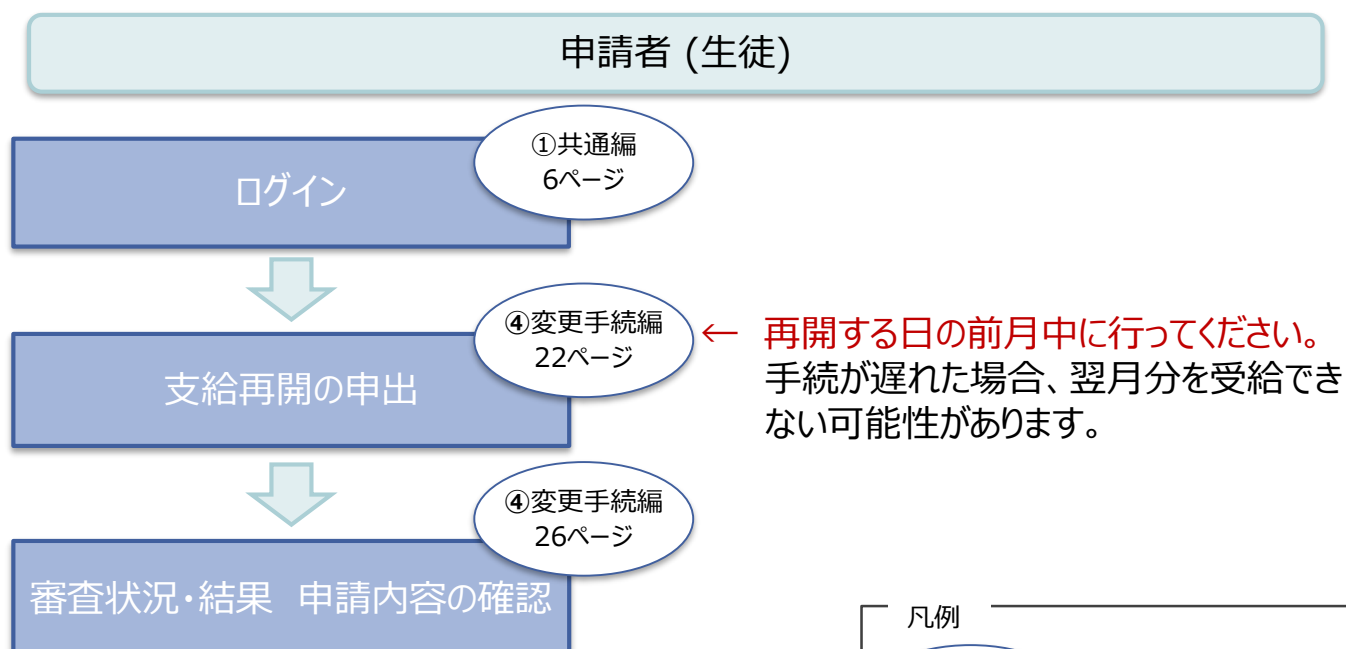 申請者 (生徒)
①共通編
6ページ
ログイン
④変更手続編
22ページ
← 再開する日の前月中に行ってください。
手続が遅れた場合、翌月分を受給でき
ない可能性があります。
支給再開の申出
④変更手続編
26ページ
審査状況・結果　申請内容の確認
凡例